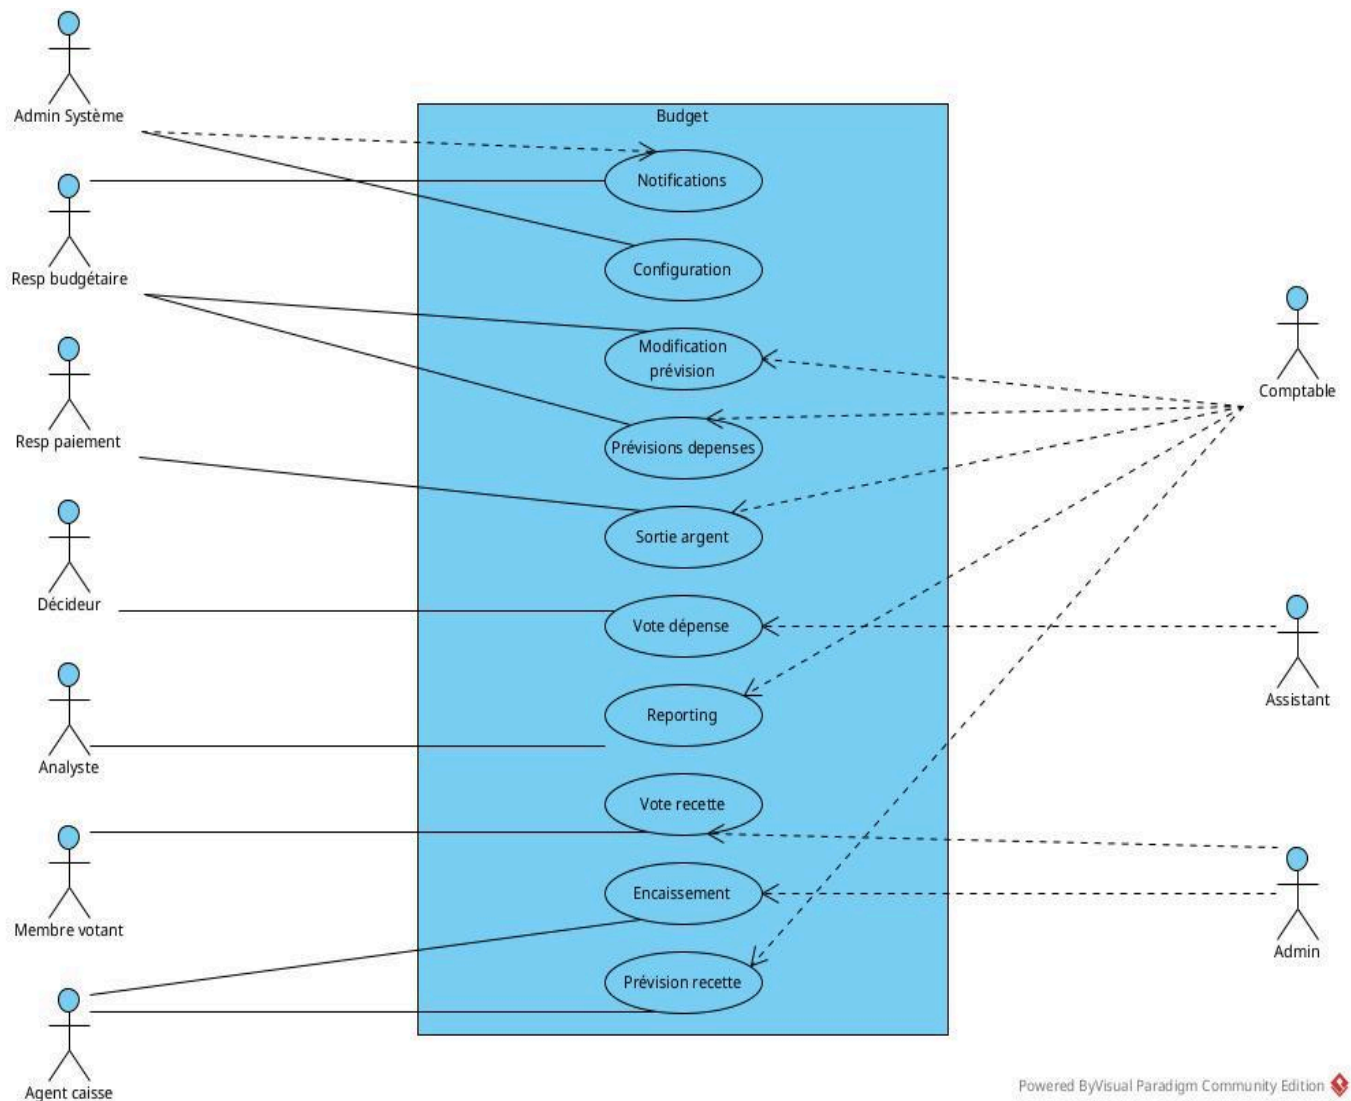 Admin Système
Budget
Notifications
Resp budgétaire
Configuration
Modification
prévision
Comptable
Resp paiement
Prévisions depenses
Sortie argent
Décideur
Vote dépense
Assistant
Reporting
Analyste
Vote recette
Encaissement
Membre votant
Admin
Prévision recette
Agent caisse
Powered ByVisual Paradigm Community Edition